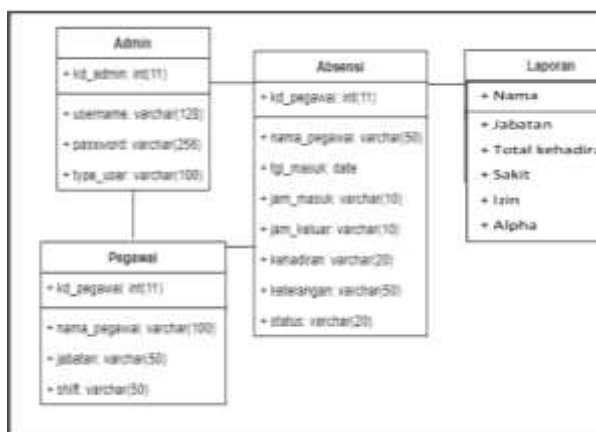 Admin
+ kd_admin: int(11)
+ username: varchar(128)
+ password: varchar(256)
+ type_user: varchar(100)
Absensi
+ kd_pegawai: int(11)
+ nama_pegawai: varchar(50)
+ tgl_masuk: date
+ jam_masuk: varchar(10)
+ jam_keluar: varchar(10)
+ kehadiran: varchar(20)
+ keterangan: varchar(50)
+ status: varchar(20)
Laporan
+ Nama
+ Jabatan
+ Total kehadira
+ Sakit
+ Izin
+ Alpha
Pegawai
+ kd_pegawai: int(11)
+ nama_pegawai: varchar(100)
+ jabatan: varchar(50)
+ shift: varchar(50)